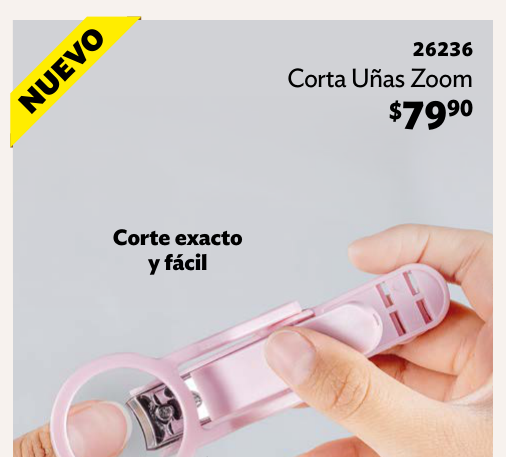 NUEVO
26236
Corta Uñas Zoom
$79⁹⁰
Corte exacto
y fácil